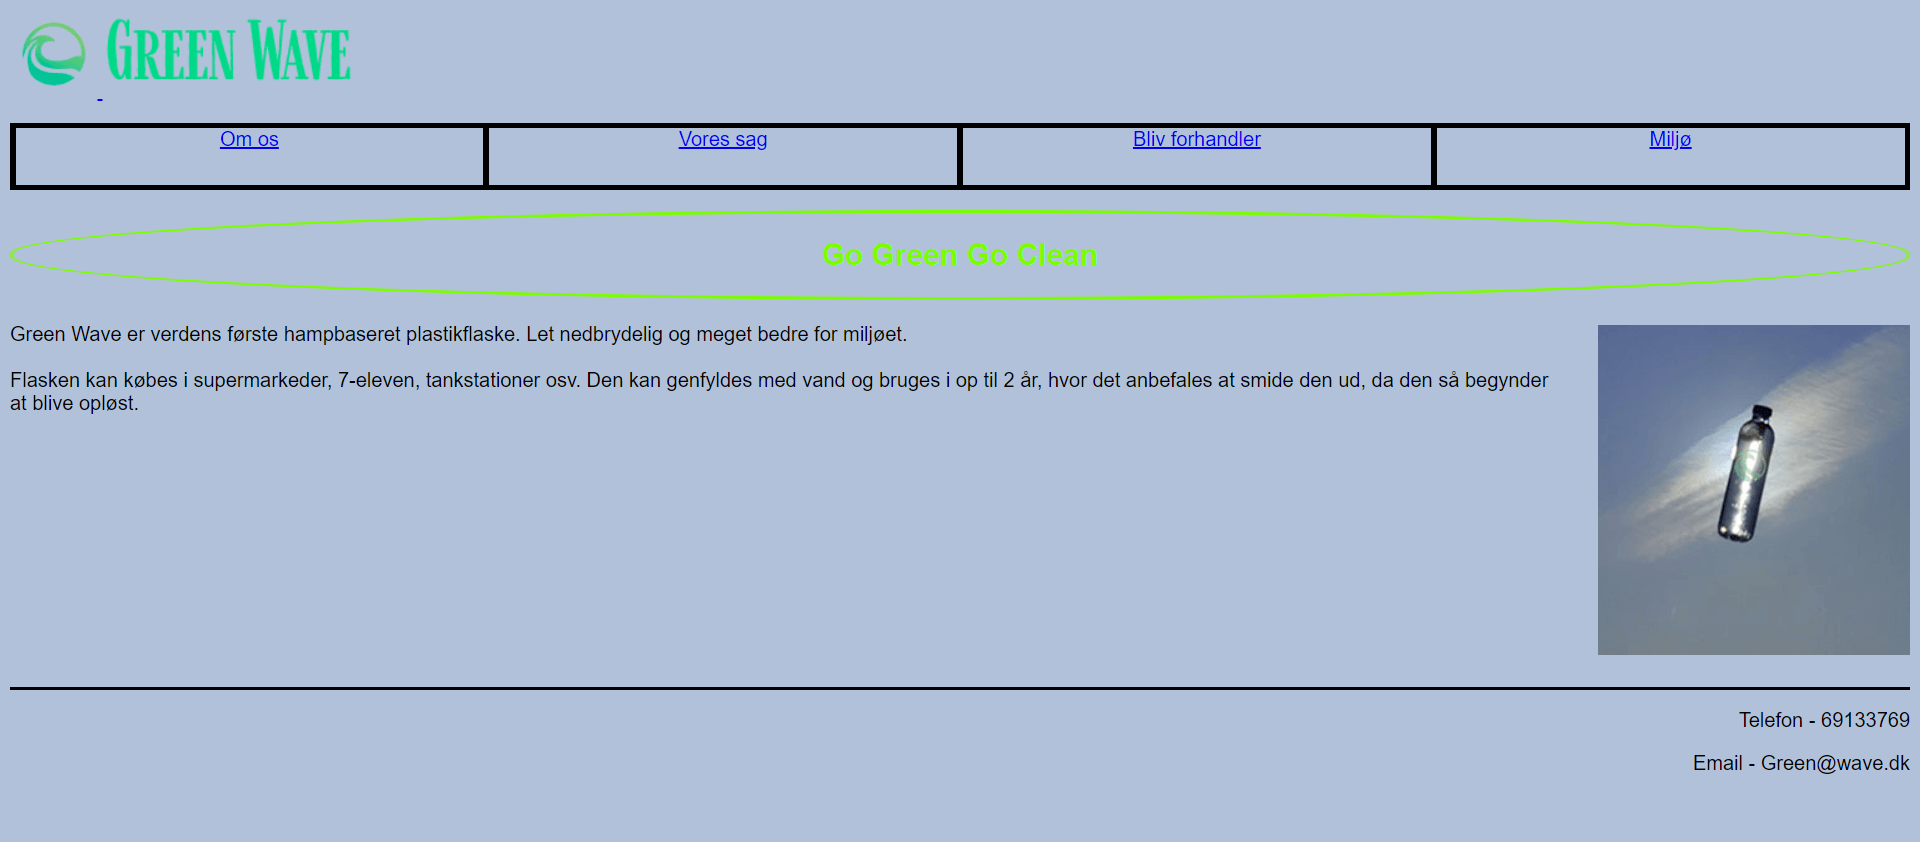 GREEN WAVE
Om os
Vores sag
Bliv forhandler
Miljø
Go Green Go Clean
Green Wave er verdens første hampbaseret plastikflaske. Let nedbrydelig og meget bedre for miljøet.
Flasken kan købes i supermarkeder, 7-eleven, tankstationer osv. Den kan genfyldes med vand og bruges i op til 2 år, hvor det anbefales at smide den ud, da den så begynder
at blive opløst.
Telefon - 69133769
Email - Green@wave.dk